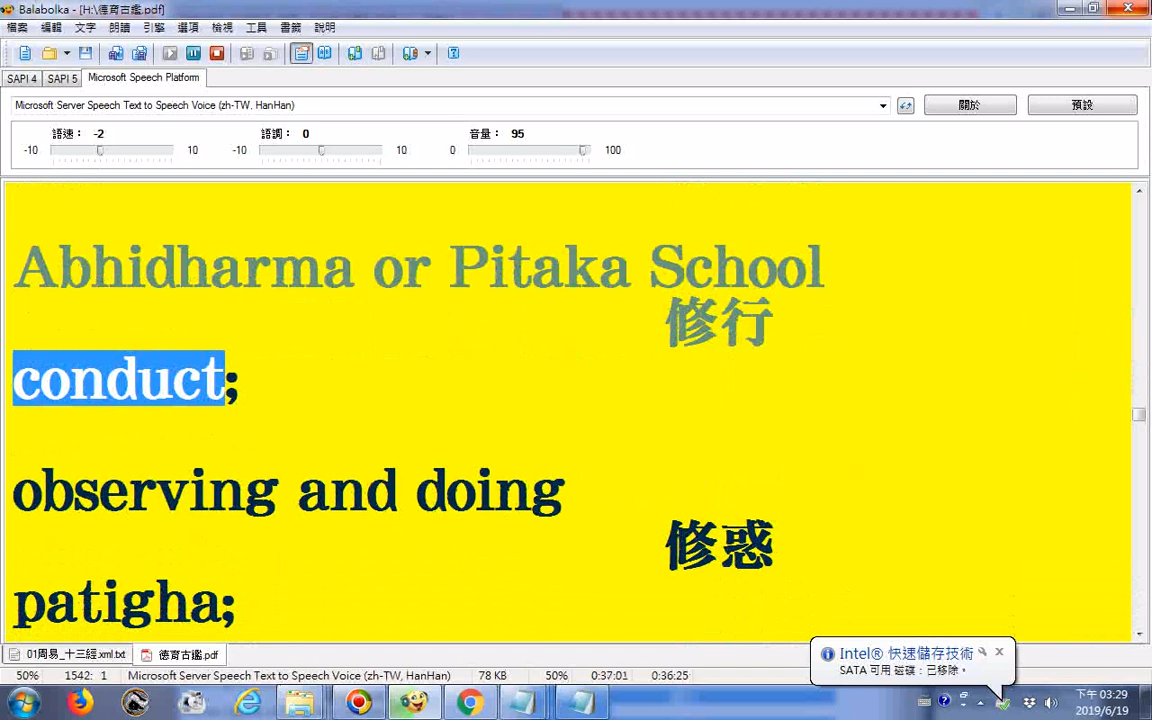 Balabolka - [H:\德育古鑑.pdf]
檔案 編輯 文字 朗讀 引擎 選項 檢視 工具 書籤 說明
SAPI 4 SAPI 5 Microsoft Speech Platform
Microsoft Server Speech Text to Speech Voice (zh-TW, HanHan) 關於 預設
語速： -2 語調： 0 音量： 95
-10 10 -10 10 0 100
Abhidharma or Pitaka School
修行
conduct;
observing and doing
修惑
patigha;
01周易_十三經.xml.txt 德育古鑑.pdf
Intel® 快速儲存技術
SATA 可用 磁碟：已移除。
50% 1542: 1 Microsoft Server Speech Text to Speech Voice (zh-TW, HanHan) 78 KB 50% 0:37:01 0:36:25
下午 03:29
2019/6/19